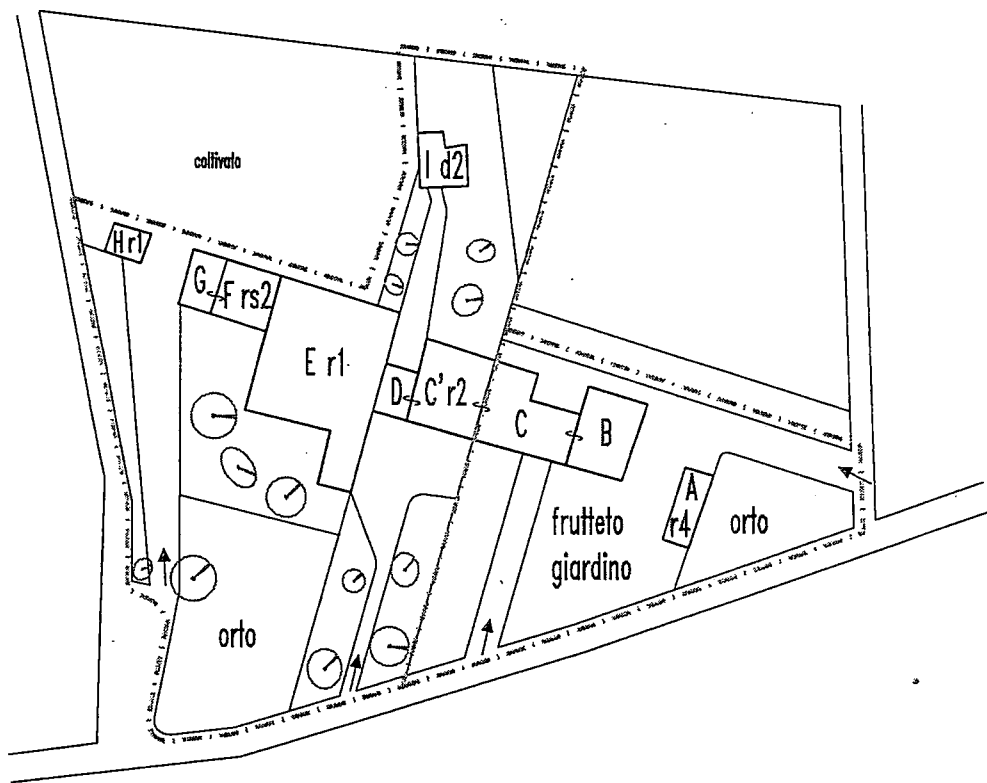 coltivato
I d2
H r1
G
F rs2
E r1
D
C' r2
C
B
A
r4
frutteto
giardino
orto
orto